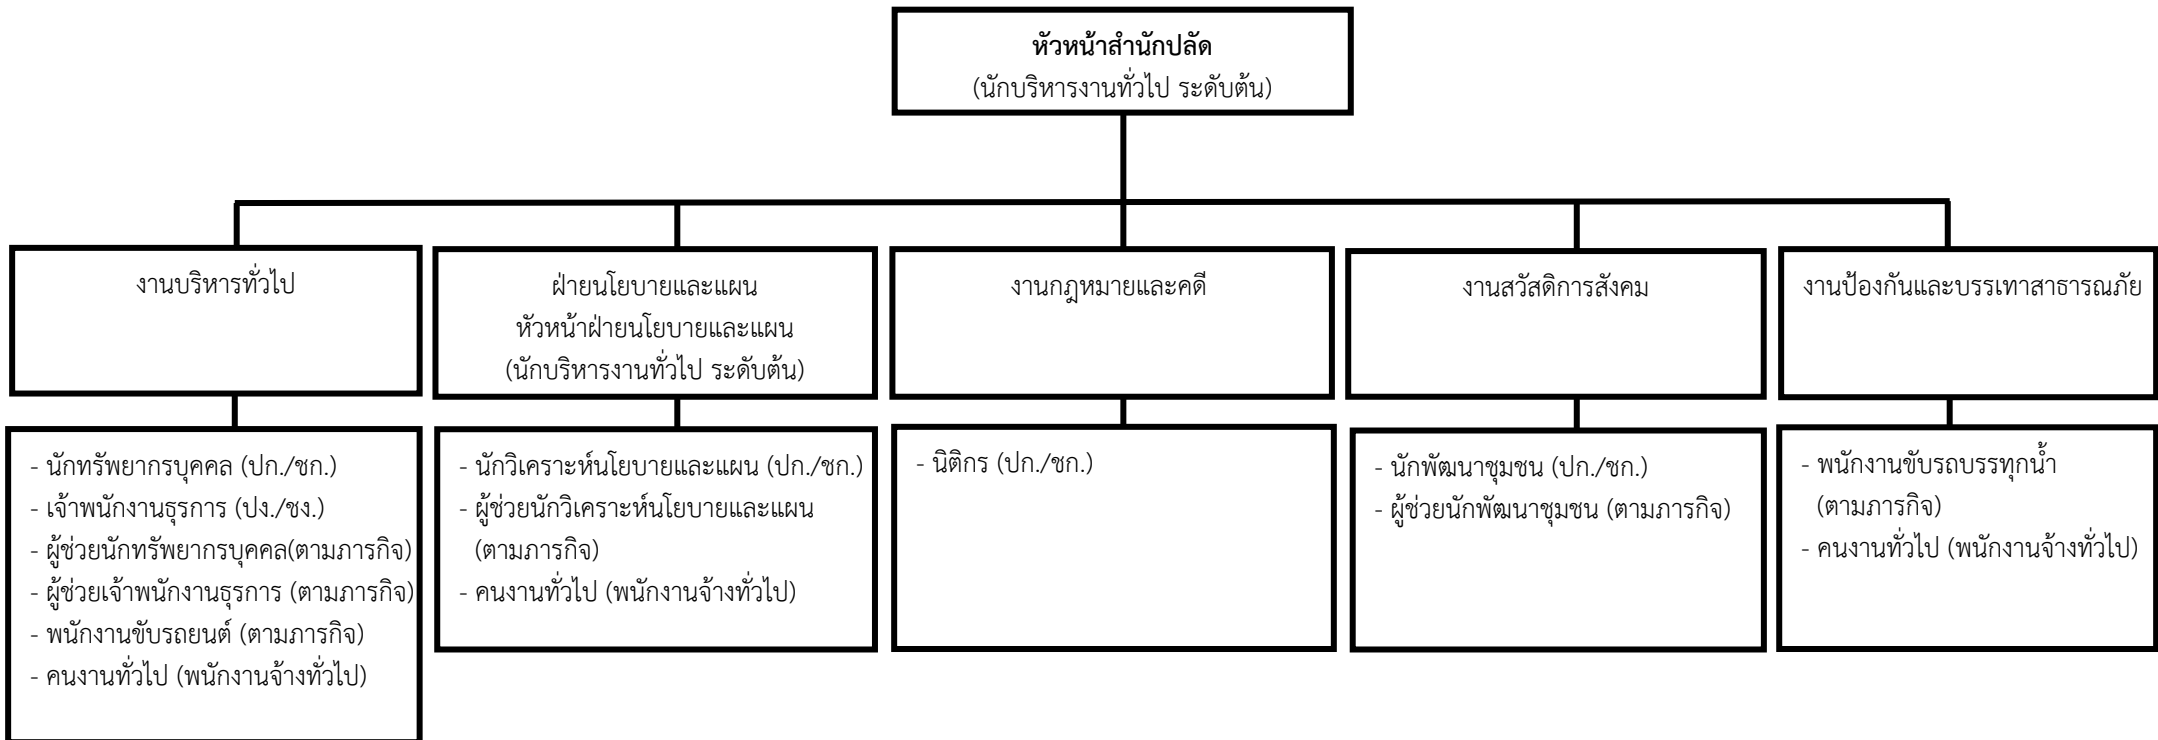 หัวหน้าสำนักปลัด
(นักบริหารงานทั่วไป ระดับต้น)
งานบริหารทั่วไป
ฝ่ายนโยบายและแผน
หัวหน้าฝ่ายนโยบายและแผน
(นักบริหารงานทั่วไป ระดับต้น)
งานกฎหมายและคดี
งานสวัสดิการสังคม
งานป้องกันและบรรเทาสาธารณภัย
- นักทรัพยากรบุคคล (ปก./ชก.)
- เจ้าพนักงานธุรการ (ปง./ชง.)
- ผู้ช่วยนักทรัพยากรบุคคล(ตามภารกิจ)
- ผู้ช่วยเจ้าพนักงานธุรการ (ตามภารกิจ)
- พนักงานขับรถยนต์ (ตามภารกิจ)
- คนงานทั่วไป (พนักงานจ้างทั่วไป)
- นักวิเคราะห์นโยบายและแผน (ปก./ชก.)
- ผู้ช่วยนักวิเคราะห์นโยบายและแผน
(ตามภารกิจ)
- คนงานทั่วไป (พนักงานจ้างทั่วไป)
- นิติกร (ปก./ชก.)
- นักพัฒนาชุมชน (ปก./ชก.)
- ผู้ช่วยนักพัฒนาชุมชน (ตามภารกิจ)
- พนักงานขับรถบรรทุกน้ำ
(ตามภารกิจ)
- คนงานทั่วไป (พนักงานจ้างทั่วไป)